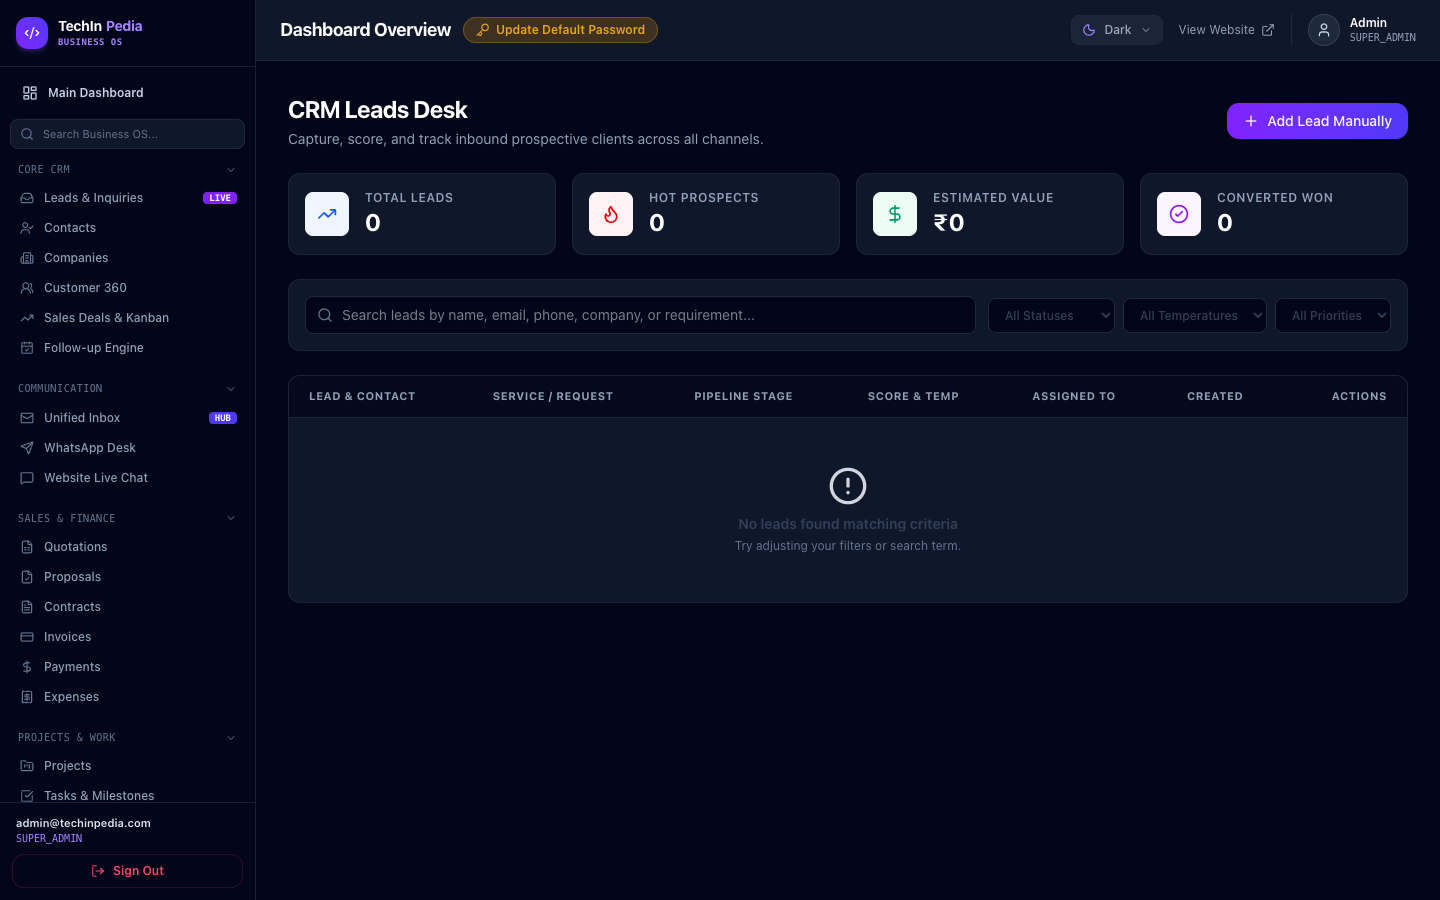 TechIn Pedia
BUSINESS OS
Main Dashboard
Search Business OS...
CORE CRM
Leads & Inquiries LIVE
Contacts
Companies
Customer 360
Sales Deals & Kanban
Follow-up Engine
COMMUNICATION
Unified Inbox HUB
WhatsApp Desk
Website Live Chat
SALES & FINANCE
Quotations
Proposals
Contracts
Invoices
Payments
Expenses
PROJECTS & WORK
Projects
Tasks & Milestones
admin@techinpedia.com
SUPER_ADMIN
Sign Out
Dashboard Overview
Update Default Password
Dark
View Website
Admin
SUPER_ADMIN
CRM Leads Desk
Capture, score, and track inbound prospective clients across all channels.
Add Lead Manually
TOTAL LEADS
0
HOT PROSPECTS
0
ESTIMATED VALUE
₹0
CONVERTED WON
0
Search leads by name, email, phone, company, or requirement...
All Statuses
All Temperatures
All Priorities
LEAD & CONTACT SERVICE / REQUEST PIPELINE STAGE SCORE & TEMP ASSIGNED TO CREATED ACTIONS
No leads found matching criteria
Try adjusting your filters or search term.